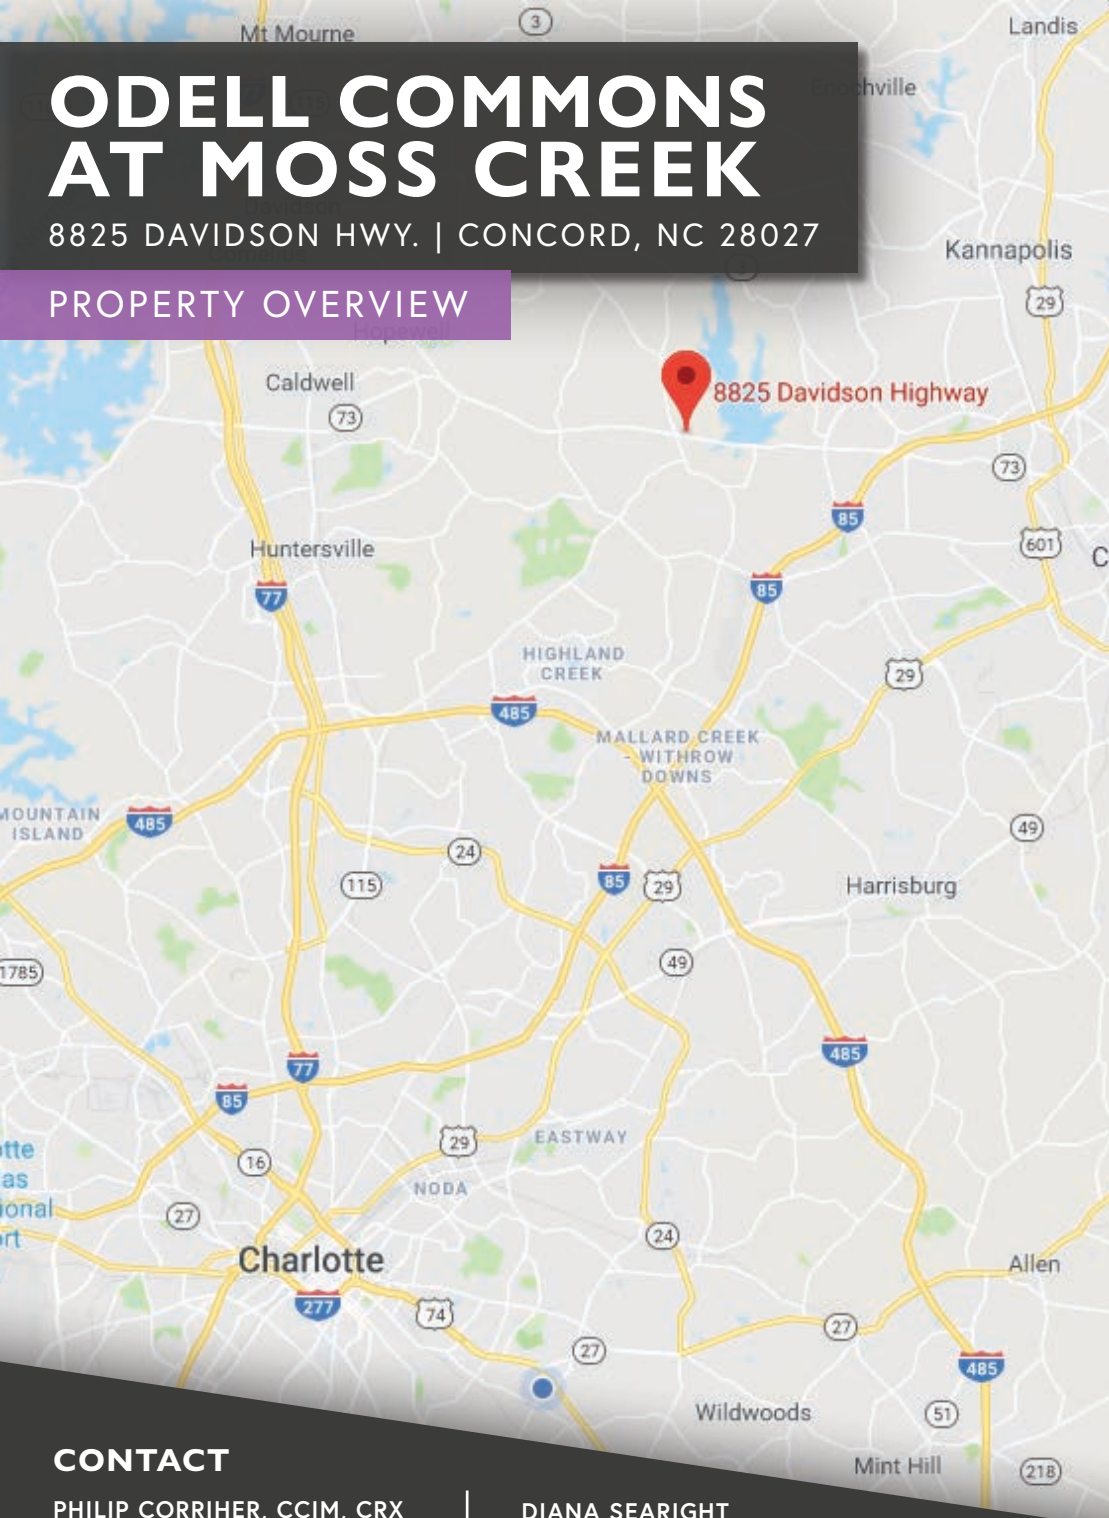 Mt Mourne
3
Landis
ODELL COMMONS
AT MOSS CREEK
8825 DAVIDSON HWY. | CONCORD, NC 28027
Kannapolis
29
PROPERTY OVERVIEW
Hopewell
Caldwell
73
8825 Davidson Highway
73
85
601
Huntersville
77
85
HIGHLAND
CREEK
29
485
MALLARD CREEK
- WITHROW
DOWNS
MOUNTAIN
ISLAND
485
49
24
115
85
29
Harrisburg
49
1785
485
77
85
29
EASTWAY
16
NODA
27
24
Charlotte
Allen
277
74
27
27
485
Wildwoods
51
Mint Hill
218
CONTACT
PHILIP CORRIHER, CCIM, CRX | DIANA SEARIGHT